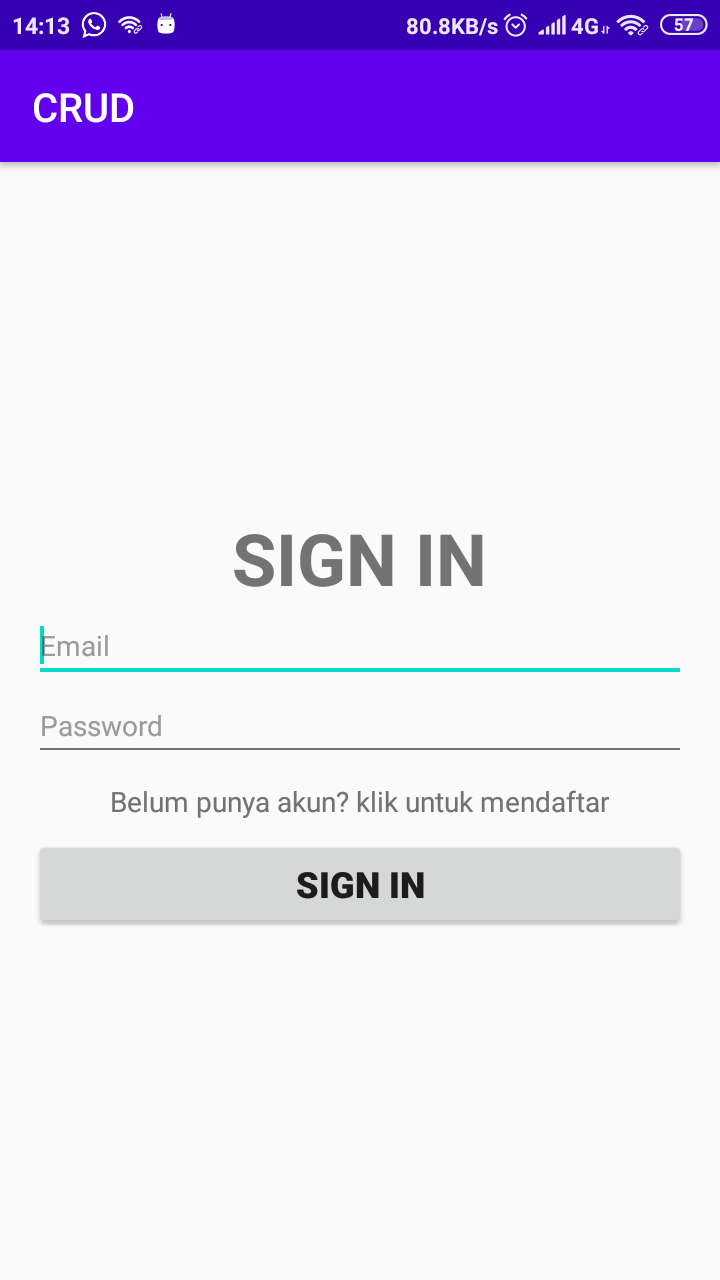 14:13 80.8KB/s 4G 57
CRUD
SIGN IN
Email
Password
Belum punya akun? klik untuk mendaftar
SIGN IN